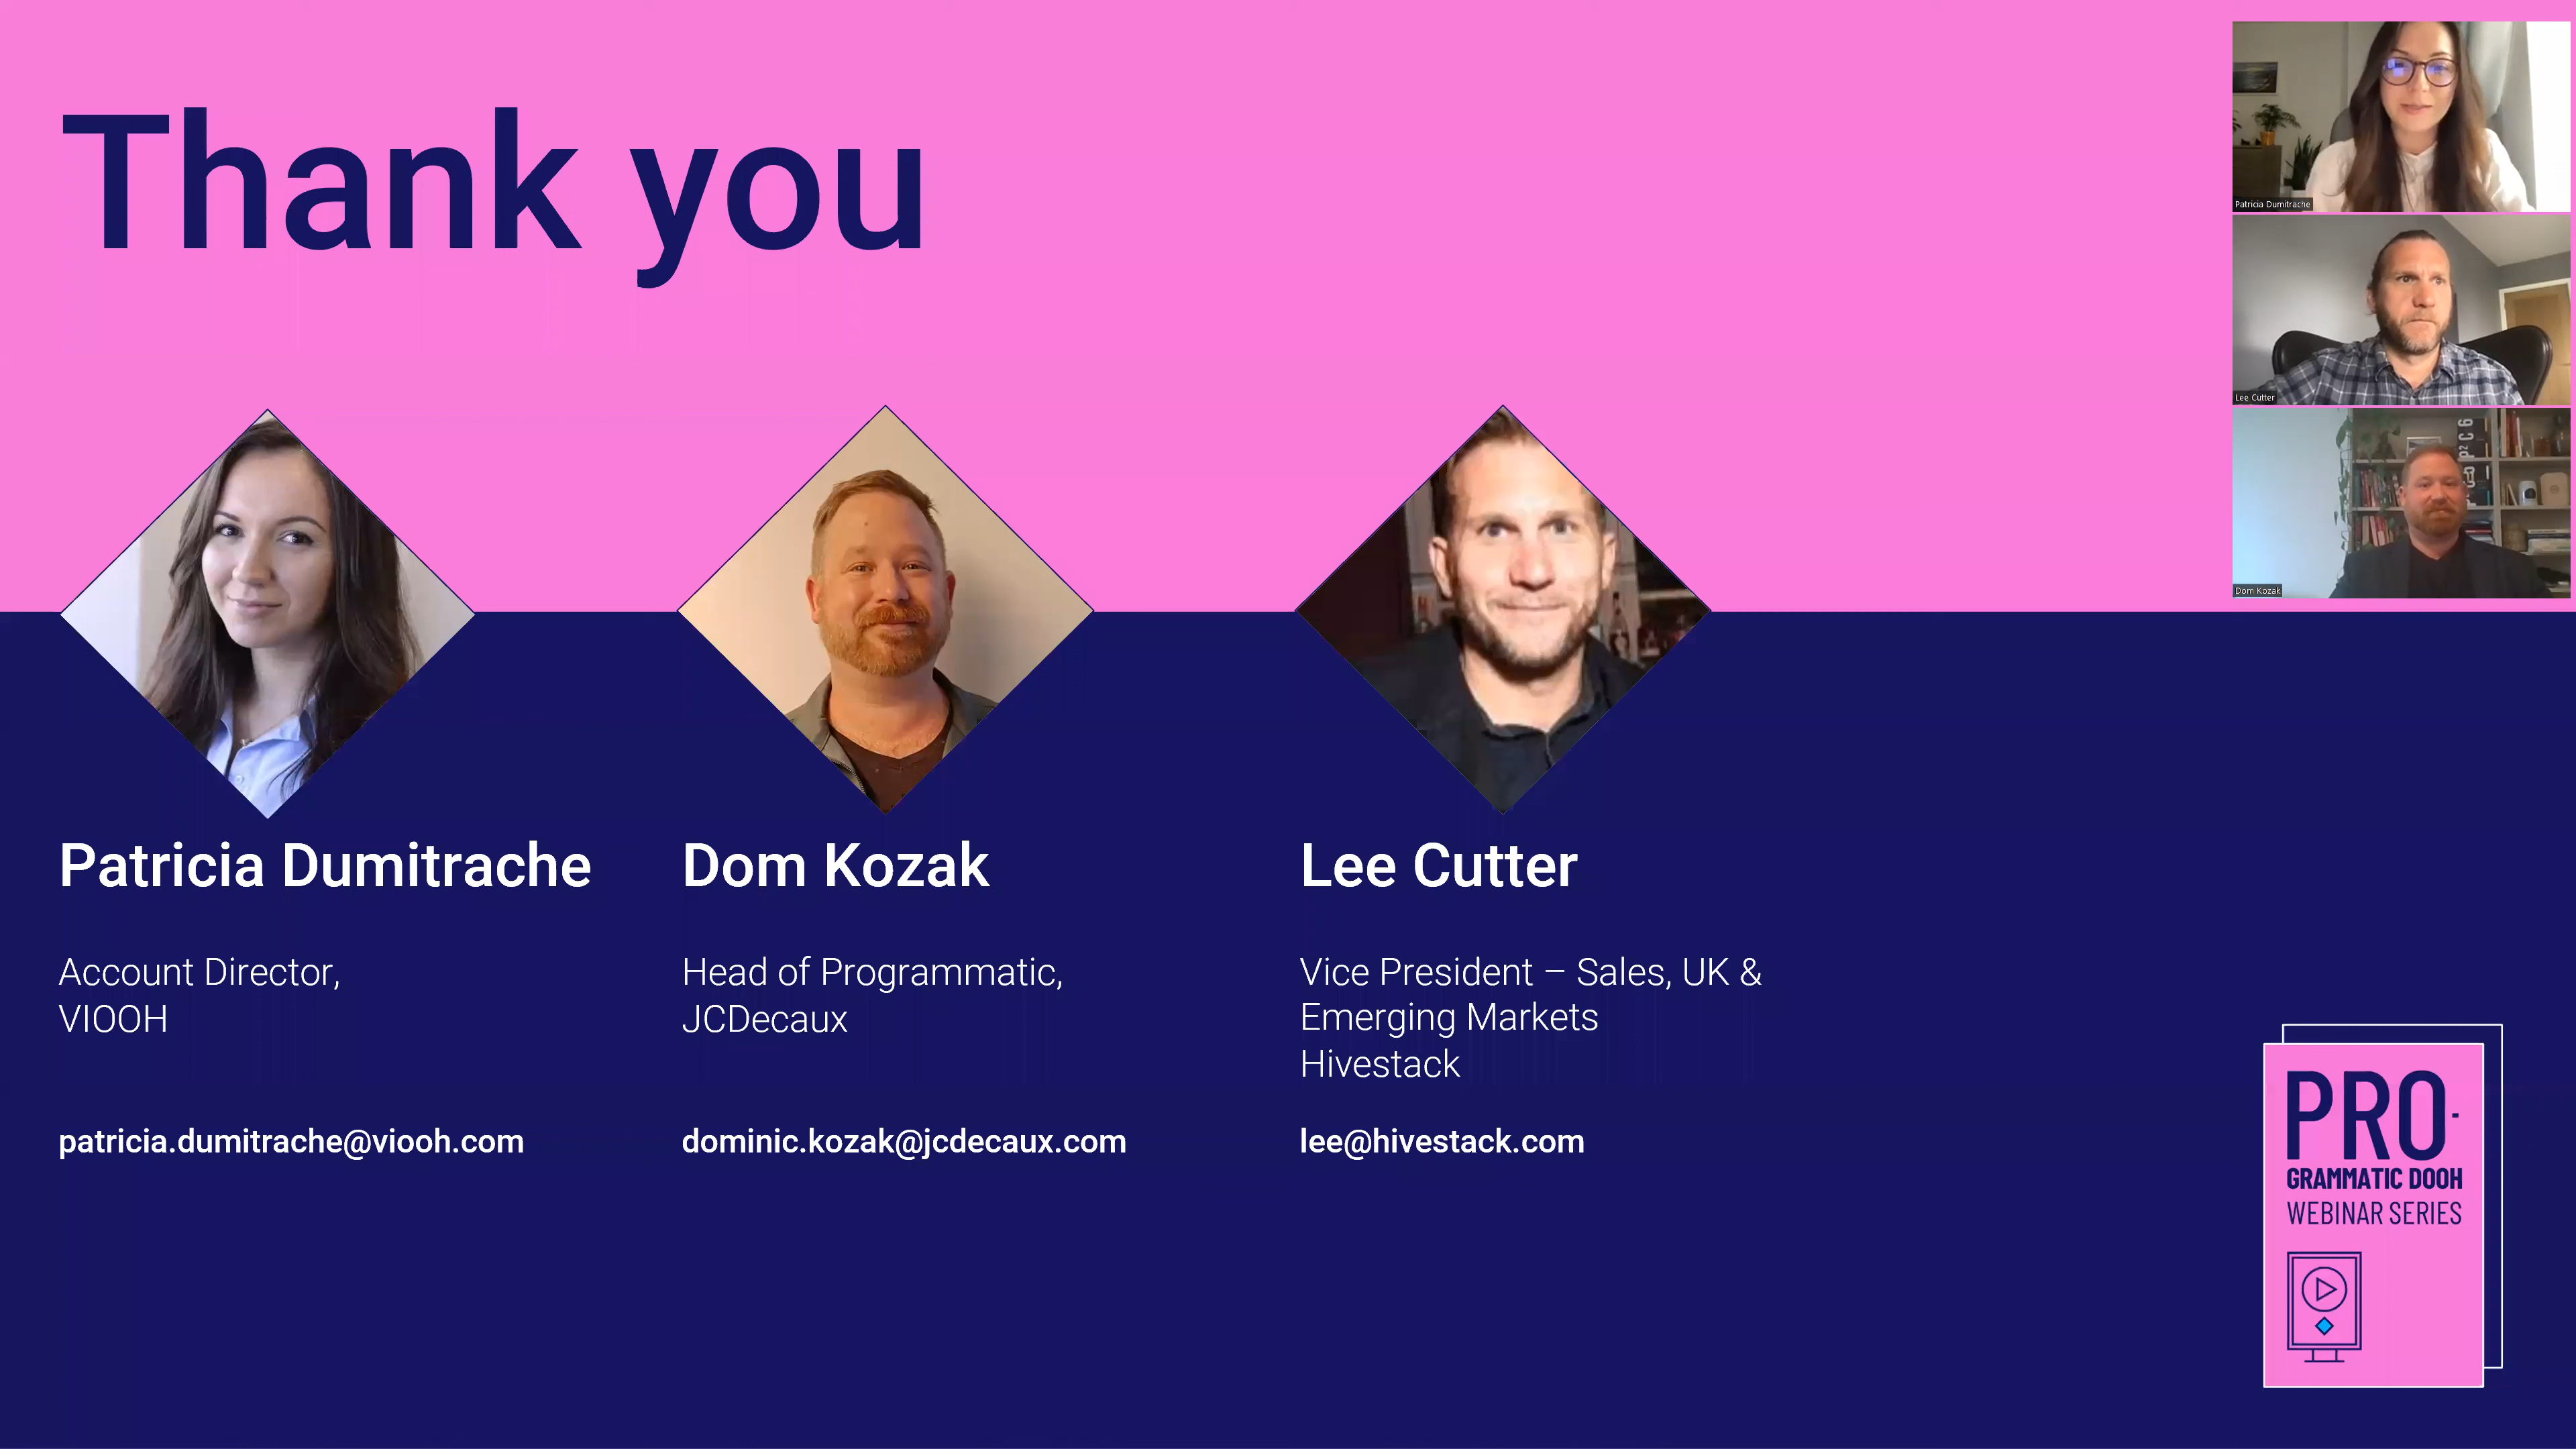 Thank you
Patricia Dumitrache
Lee Cutter
Dom Kozak
Patricia Dumitrache
Account Director,
VIOOH
patricia.dumitrache@viooh.com
Dom Kozak
Head of Programmatic,
JCDecaux
dominic.kozak@jcdecaux.com
Lee Cutter
Vice President – Sales, UK &
Emerging Markets
Hivestack
lee@hivestack.com
PRO-
GRAMMATIC DOOH
WEBINAR SERIES